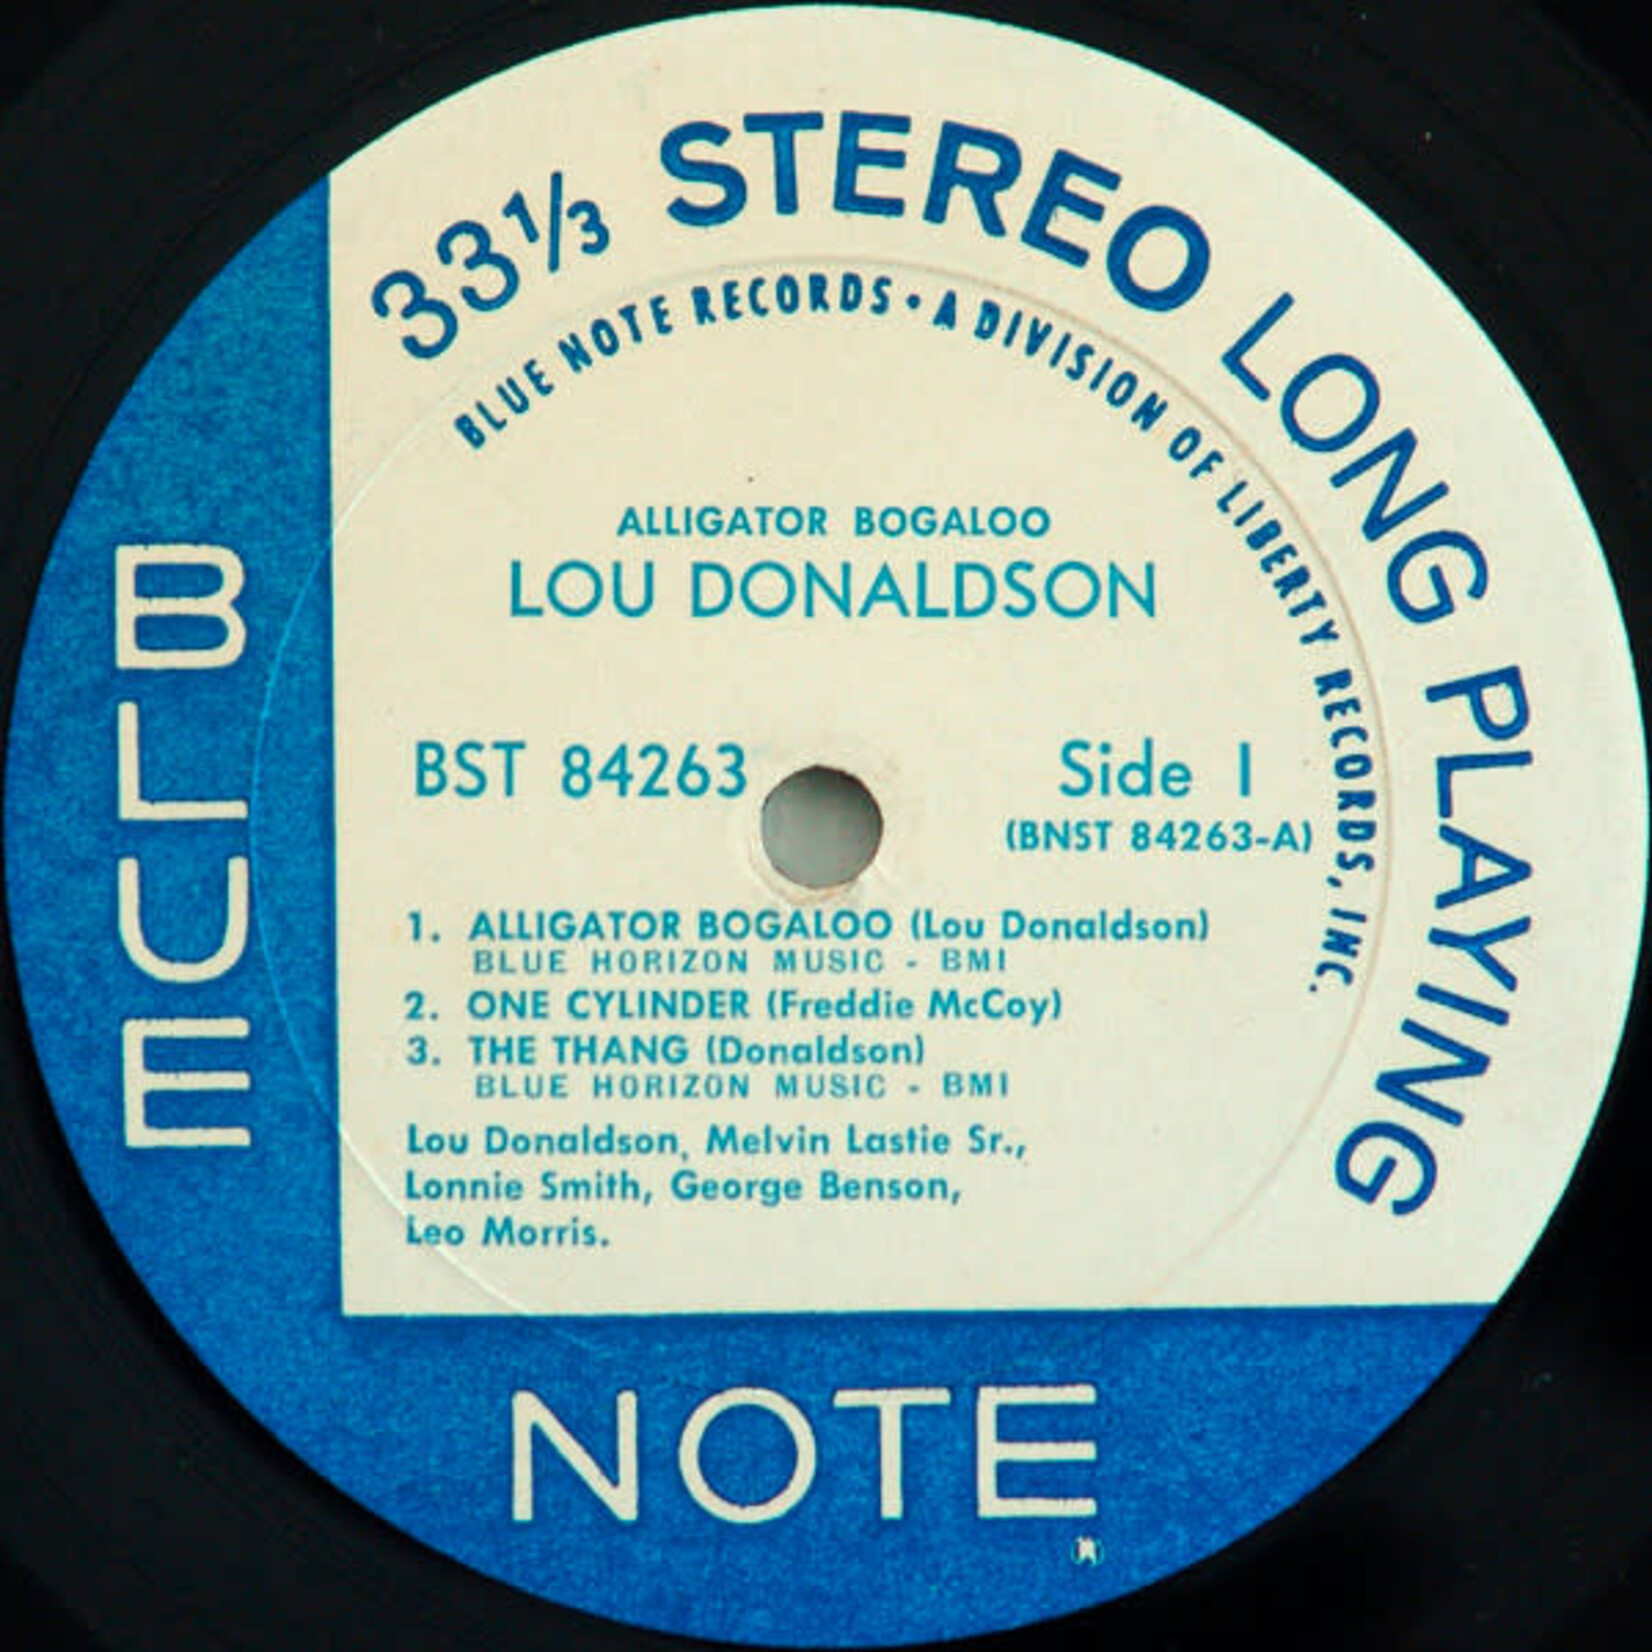 33 1/3 STEREO LONG PLAYING
BLUE NOTE RECORDS • A DIVISION OF LIBERTY RECORDS, INC.
ALLIGATOR BOGALOO
LOU DONALDSON
BST 84263
Side 1
(BNST 84263-A)
1. ALLIGATOR BOGALOO (Lou Donaldson)
BLUE HORIZON MUSIC - BMI
2. ONE CYLINDER (Freddie McCoy)
3. THE THANG (Donaldson)
BLUE HORIZON MUSIC - BMI
Lou Donaldson, Melvin Lastie Sr.,
Lonnie Smith, George Benson,
Leo Morris.
BLUE
NOTE
®